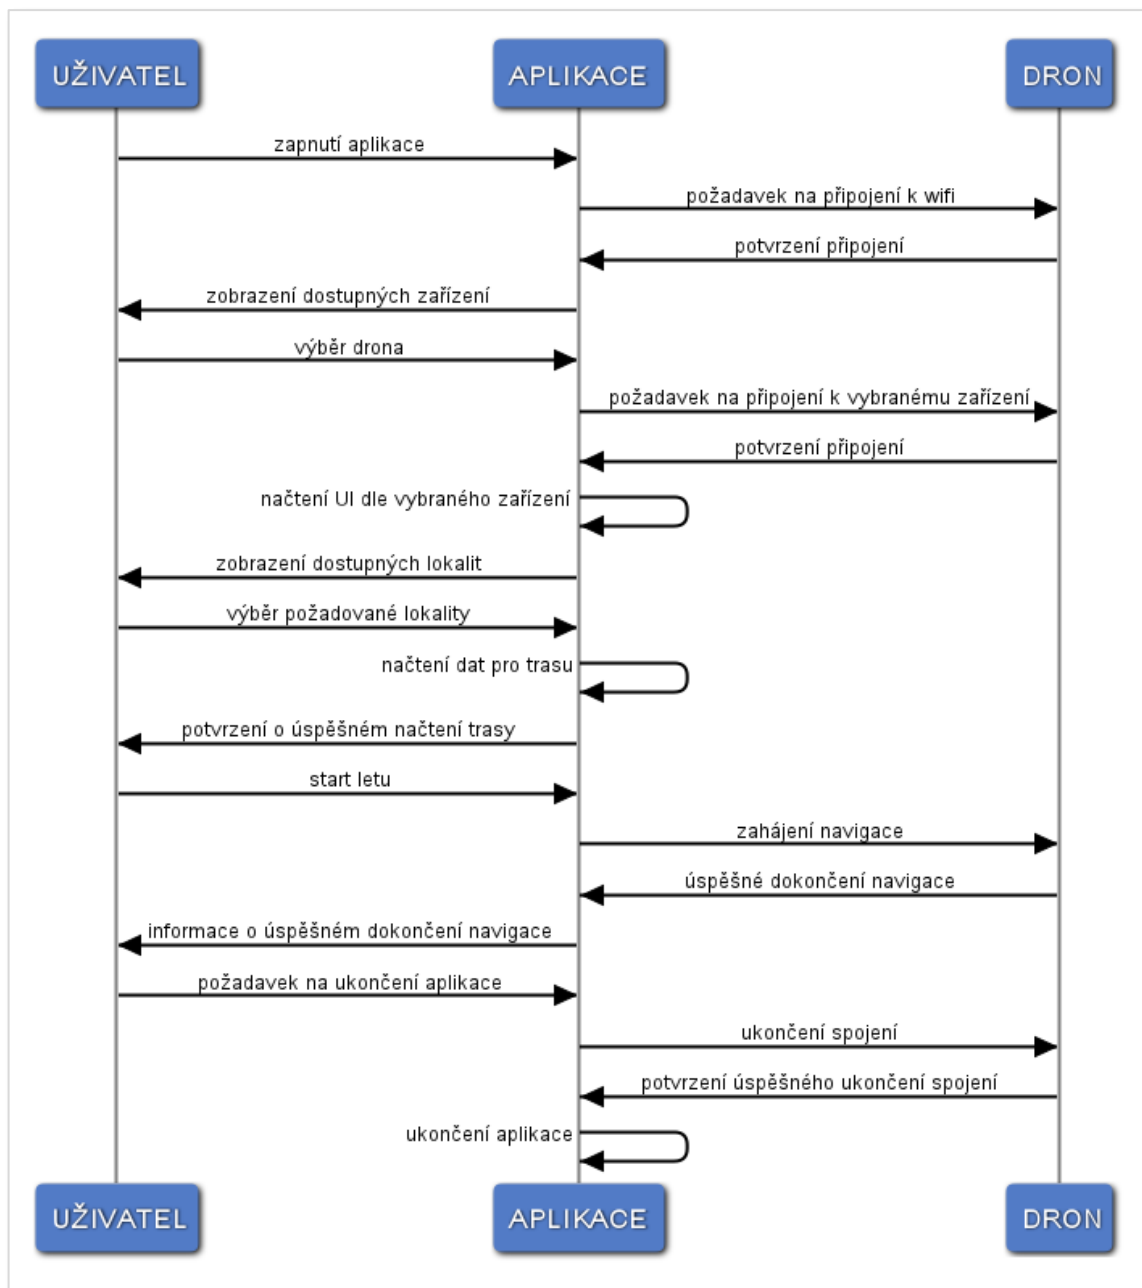 UŽIVATEL
APLIKACE
DRON
zapnutí aplikace
požadavek na připojení k wifi
potvrzení připojení
zobrazení dostupných zařízení
výběr drona
požadavek na připojení k vybranému zařízení
potvrzení připojení
načtení UI dle vybraného zařízení
zobrazení dostupných lokalit
výběr požadované lokality
načtení dat pro trasu
potvrzení o úspěšném načtení trasy
start letu
zahájení navigace
úspěšné dokončení navigace
informace o úspěšném dokončení navigace
požadavek na ukončení aplikace
ukončení spojení
potvrzení úspěšného ukončení spojení
ukončení aplikace
UŽIVATEL
APLIKACE
DRON